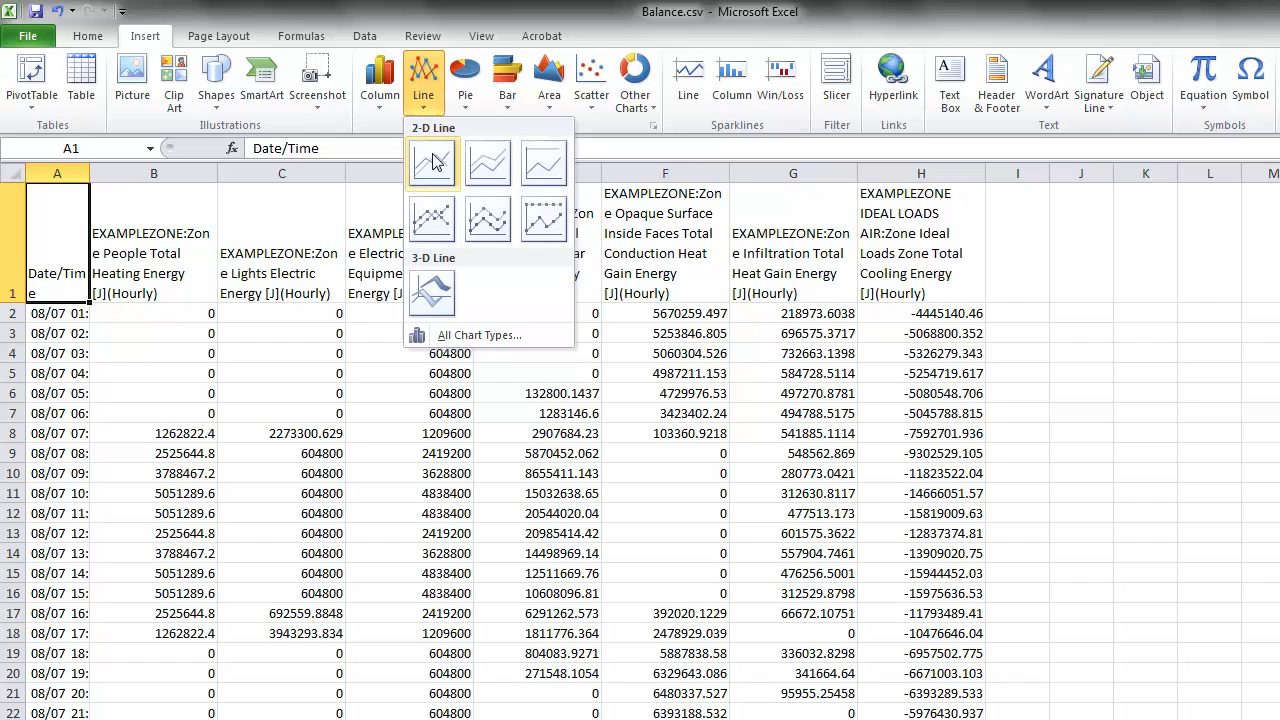 Balance.csv - Microsoft Excel
File Home Insert Page Layout Formulas Data Review View Acrobat
PivotTable Table Picture Clip Art Shapes SmartArt Screenshot Column Line Pie Bar Area Scatter Other Charts Line Column Win/Loss Slicer Hyperlink Text Box Header & Footer WordArt Signature Line Object Equation Symbol
Tables Illustrations Sparklines Filter Links Text Symbols
A1 fx Date/Time
2-D Line
3-D Line
All Chart Types...
A B C F G H I J K L M
1 Date/Tim
e
EXAMPLEZONE:Zon
e People Total
Heating Energy
[J](Hourly)
EXAMPLEZONE:Zon
e Lights Electric
Energy [J](Hourly)
EXAMPLEZONE:Zon
e Opaque Surface
Inside Faces Total
Conduction Heat
Gain Energy
[J](Hourly)
EXAMPLEZONE:Zon
e Infiltration Total
Heat Gain Energy
[J](Hourly)
EXAMPLEZONE
IDEAL LOADS
AIR:Zone Ideal
Loads Zone Total
Cooling Energy
[J](Hourly)
2 08/07 01: 0 0 0 5670259.497 218973.6038 -4445140.46
3 08/07 02: 0 0 0 5253846.805 696575.3717 -5068800.352
4 08/07 03: 0 0 604800 0 5060304.526 732663.1398 -5326279.343
5 08/07 04: 0 0 604800 0 4987211.153 584728.5114 -5254719.617
6 08/07 05: 0 0 604800 132800.1437 4729976.53 497270.8781 -5080548.706
7 08/07 06: 0 0 604800 1283146.6 3423402.24 494788.5175 -5045788.815
8 08/07 07: 1262822.4 2273300.629 1209600 2907684.23 103360.9218 541885.1114 -7592701.936
9 08/07 08: 2525644.8 604800 2419200 5870452.062 0 548562.869 -9302529.105
10 08/07 09: 3788467.2 604800 3628800 8655411.143 0 280773.0421 -11823522.04
11 08/07 10: 5051289.6 604800 4838400 15032638.65 0 312630.8117 -14666051.57
12 08/07 11: 5051289.6 604800 4838400 20544020.04 0 477513.173 -15819009.63
13 08/07 12: 2525644.8 604800 2419200 20985414.42 0 601575.3622 -12837374.81
14 08/07 13: 3788467.2 604800 3628800 14498969.14 0 557904.7461 -13909020.75
15 08/07 14: 5051289.6 604800 4838400 12511669.76 0 476256.5001 -15944452.03
16 08/07 15: 5051289.6 604800 4838400 10608096.81 0 312529.8798 -15975636.53
17 08/07 16: 2525644.8 692559.8848 2419200 6291262.573 392020.1229 66672.10751 -11793489.41
18 08/07 17: 1262822.4 3943293.834 1209600 1811776.364 2478929.039 0 -10476646.04
19 08/07 18: 0 0 604800 804083.9271 5887838.58 336032.8298 -6957502.775
20 08/07 19: 0 0 604800 271548.1054 6329643.086 341664.64 -6671003.103
21 08/07 20: 0 0 604800 0 6480337.527 95955.25458 -6393289.533
22 08/07 21: 0 0 604800 0 6393188.532 0 -5976430.937